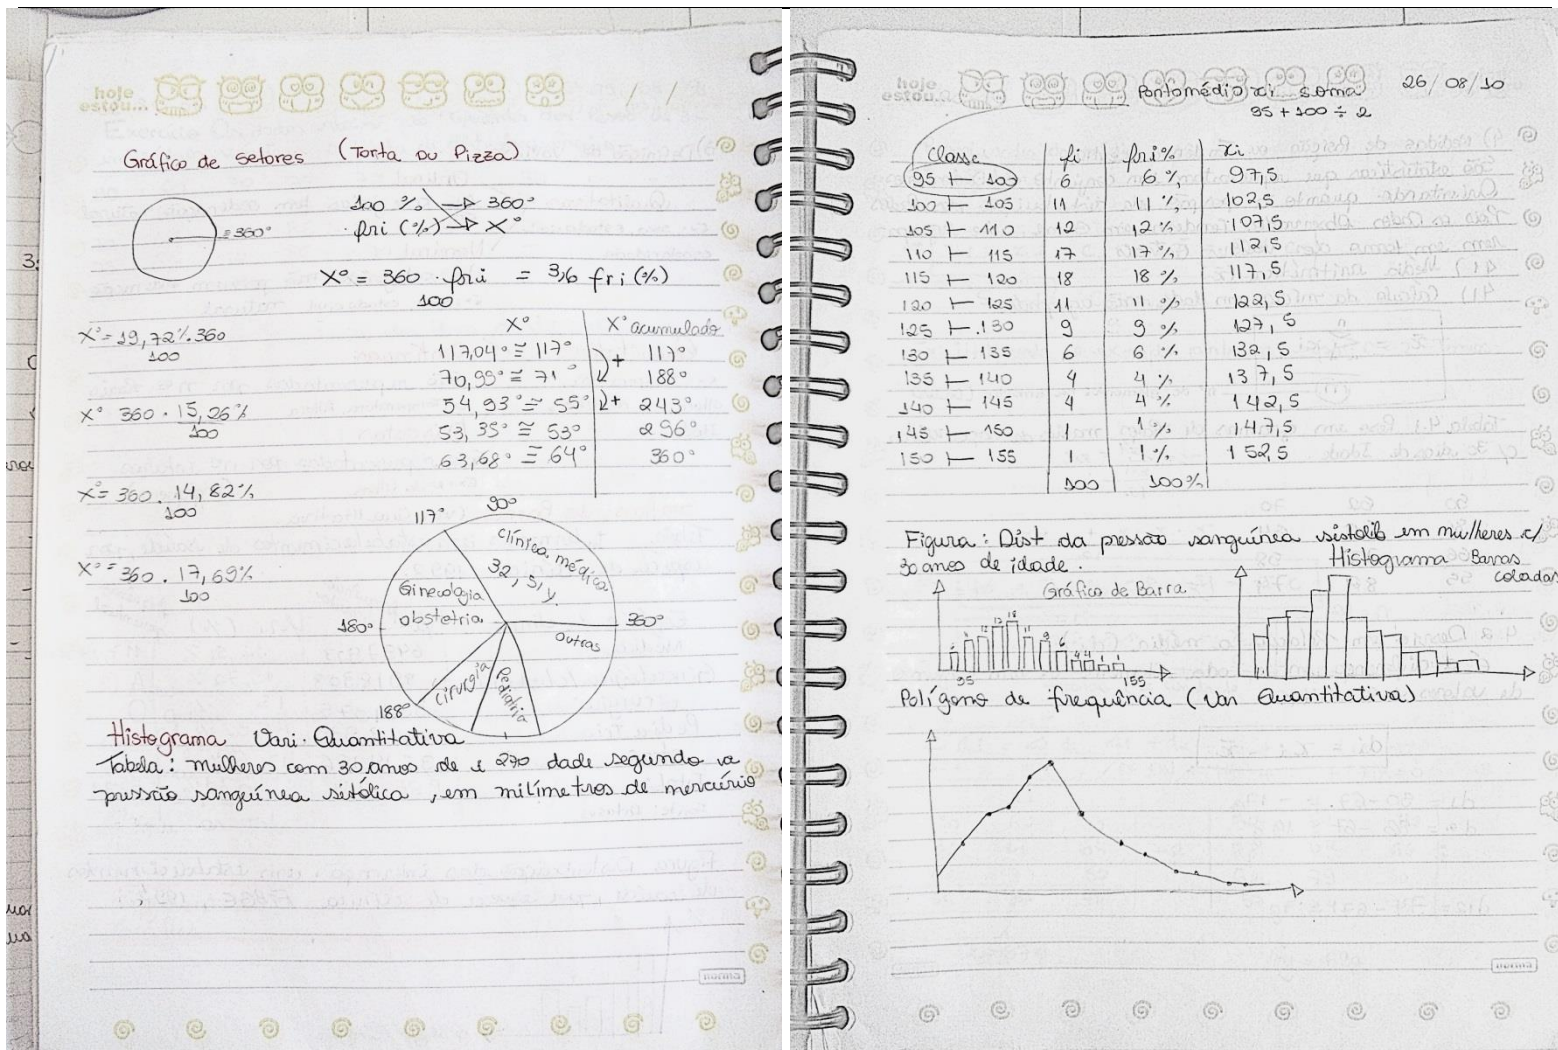 hoje
estou...
/ /
Gráfico de setores (Torta ou Pizza)
100 % → 360°
fri (%) → X°
= 360°
X° = 360 . fri = 3,6 fri (%)
100
X° = 19,72% . 360
100
X° 360 . 15,26%
100
X° = 360 . 14,82%
100
X° = 360 . 17,69%
100
X° X° acumulado
117,04° ≅ 117° + 117°
70,99° ≅ 71° 188°
54,93° ≅ 55° + 243°
53,35° ≅ 53° 296°
63,68° ≅ 64° 360°
90°
117°
clínica médica
32,5%
Ginecologia
obstetria
180°
360°
outras
cirurgia
Pediatria
188°
Histograma Vari. Quantitativa
Tabela: mulheres com 30 anos de i 270 dade segundo va
pressão sanguínea sistólica, em milímetros de mercúrio
norma
hoje
estou...
Ponto médio xi soma 26/08/10
95 + 100 ÷ 2
Classe fi fri% xi
95 ⊢ 100 6 6 % 97,5
100 ⊢ 105 11 11 % 102,5
105 ⊢ 110 12 12 % 107,5
110 ⊢ 115 17 17 % 112,5
115 ⊢ 120 18 18 % 117,5
120 ⊢ 125 11 11 % 122,5
125 ⊢ 130 9 9 % 127,5
130 ⊢ 135 6 6 % 132,5
135 ⊢ 140 4 4 % 137,5
140 ⊢ 145 4 4 % 142,5
145 ⊢ 150 1 1 % 147,5
150 ⊢ 155 1 1 % 152,5
100 100%
Figura: Dist da pressão sanguínea em mulheres c/
30 anos de idade.
Histograma Barras
coladas
Gráfico de Barra
95 155
Polígono de frequência (Var Quantitativa)
norma